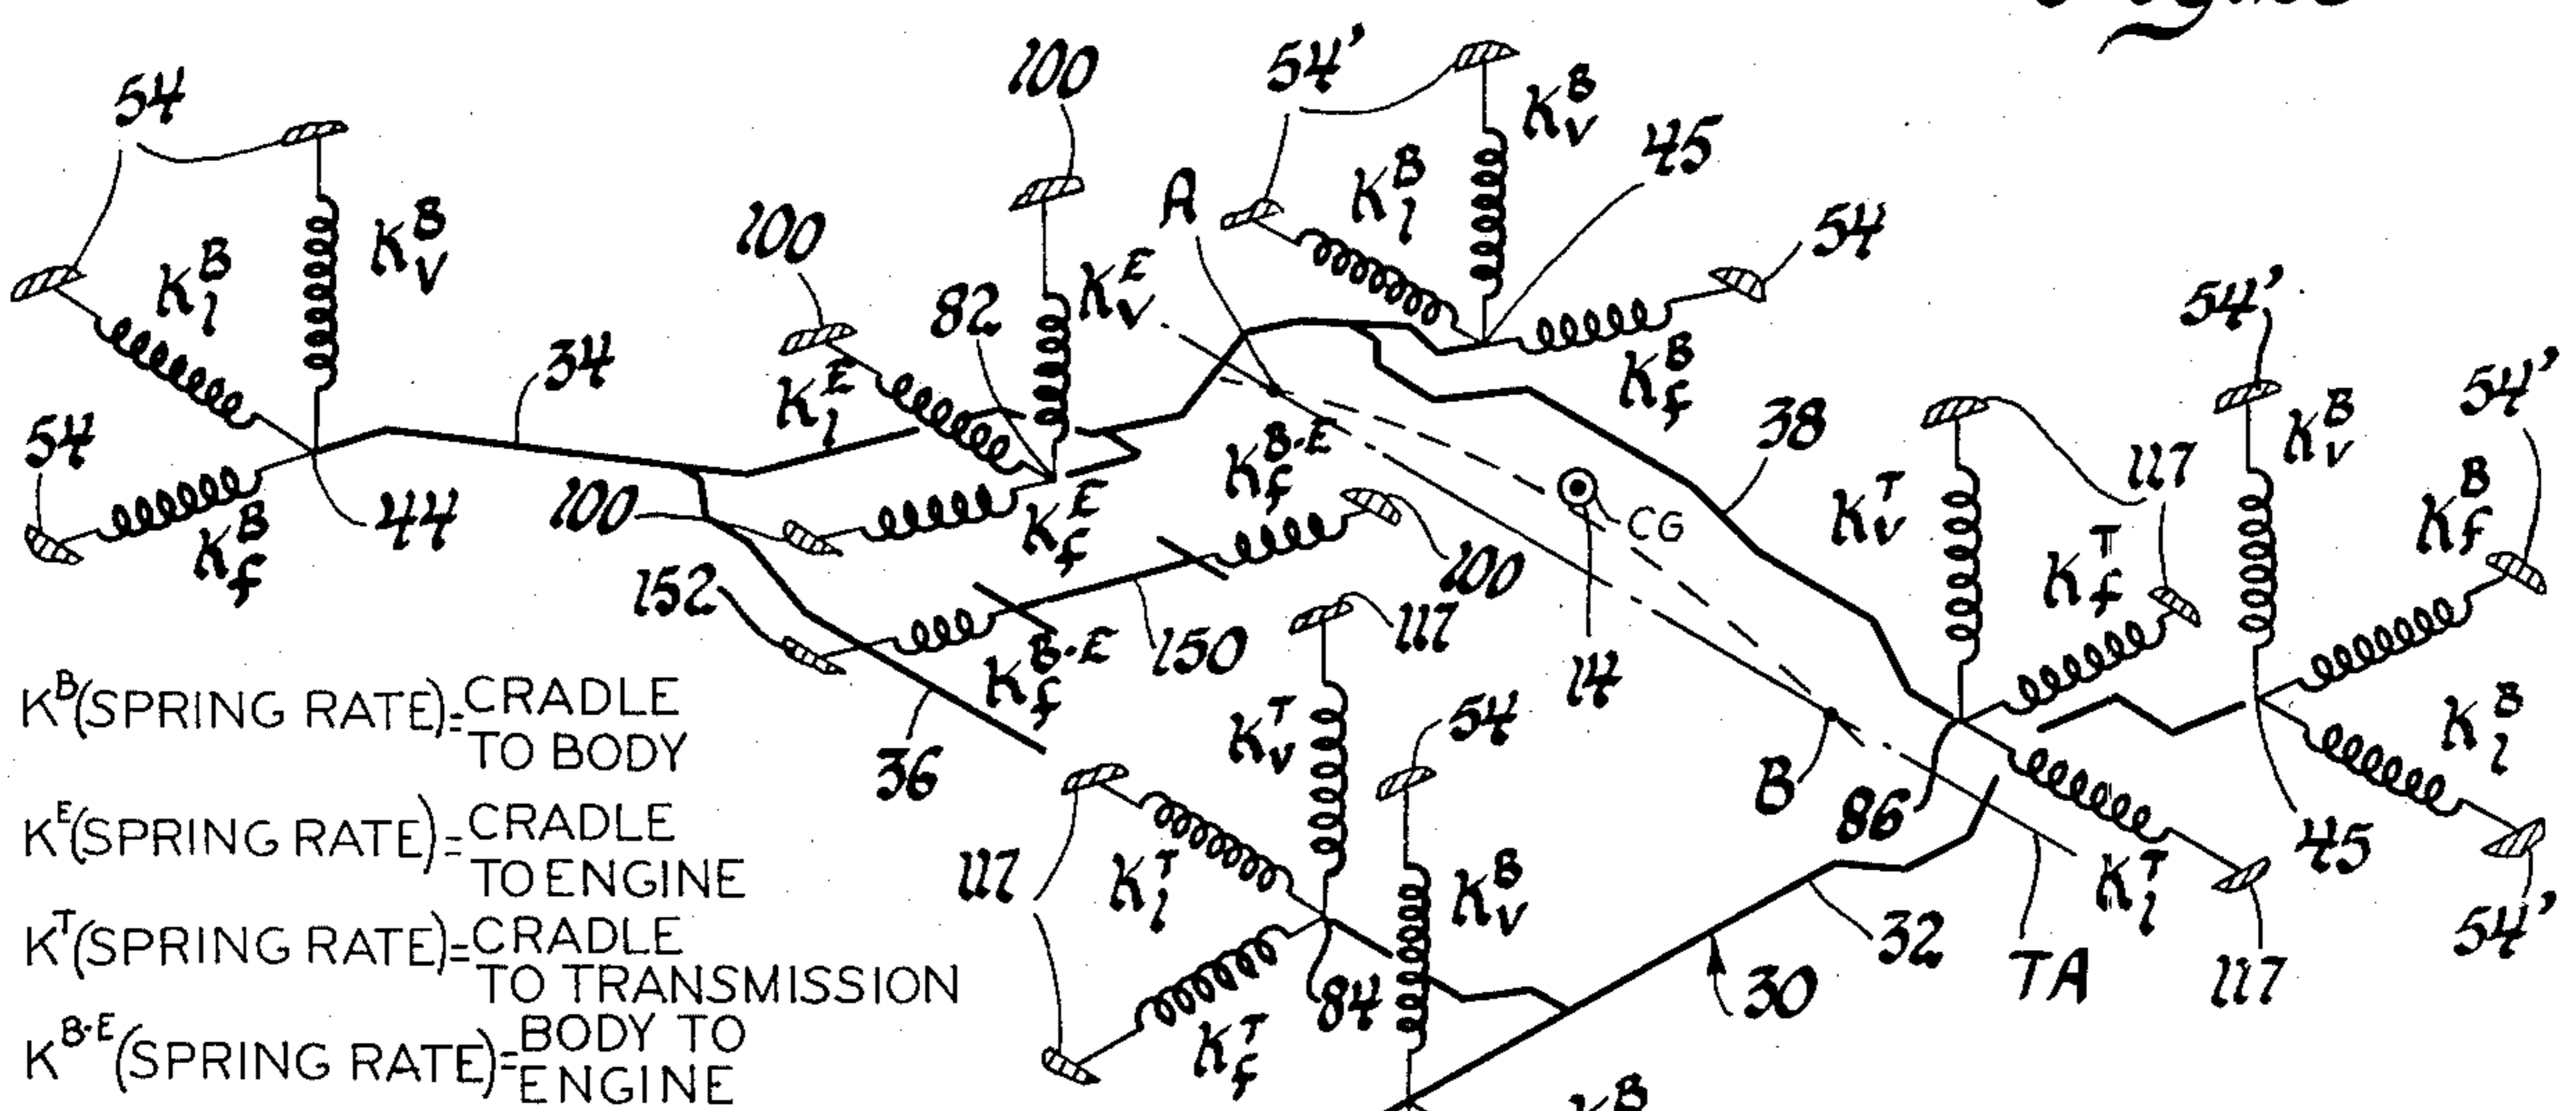 54
54'
100
K_v^B
45
K_l^B
A
54
100
K_l^B
K_v^B
K_v^E
82
54'
34
K_l^E
K_f^B
54'
54
38
K_v^B
K_f^{B-E}
117
K_v^T
K_f^B
44
100
K_f^E
CG
K_f^T
K_f^B
152
100
117
14
150
K_f^{B-E}
K^B(SPRING RATE)=CRADLE
TO BODY
K_v^T
54
K_l^B
36
B
86
45
K^E(SPRING RATE)=CRADLE
TO ENGINE
117
K_l^T
K_v^B
K_l^T
32
54'
K^T(SPRING RATE)=CRADLE
TO TRANSMISSION
84
30
TA
117
K_f^T
K^{B-E}(SPRING RATE)=BODY TO
ENGINE
K^B